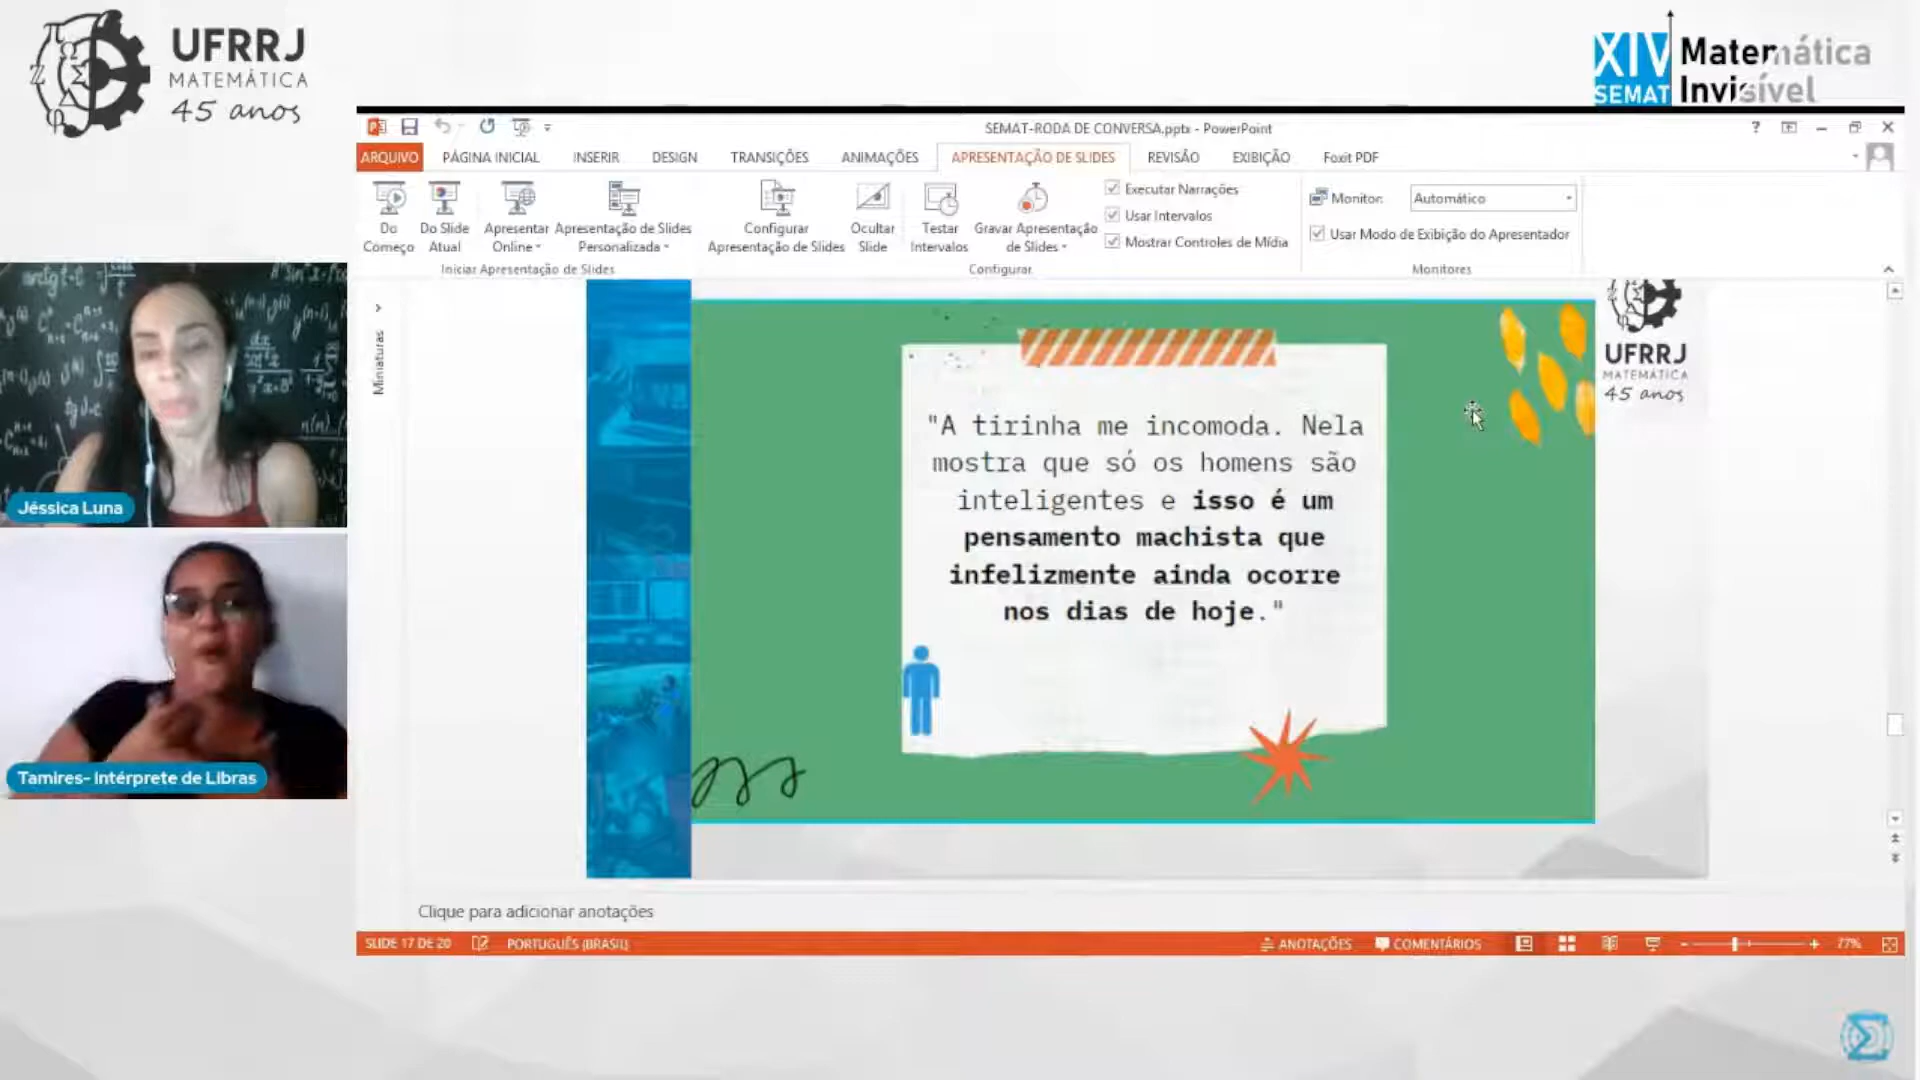 UFRRJ
MATEMÁTICA
45 anos
XIV
SEMAT
Matemática
Invisível
SEMAT-RODA DE CONVERSA.pptx - PowerPoint
ARQUIVO
PÁGINA INICIAL
INSERIR
DESIGN
TRANSIÇÕES
ANIMAÇÕES
APRESENTAÇÃO DE SLIDES
REVISÃO
EXIBIÇÃO
Foxit PDF
Do
Começo
Do Slide
Atual
Apresentar
Online
Apresentação de Slides
Personalizada
Iniciar Apresentação de Slides
Configurar
Apresentação de Slides
Ocultar
Slide
Testar
Intervalos
Gravar Apresentação
de Slides
Executar Narrações
Usar Intervalos
Mostrar Controles de Mídia
Configurar
Monitor:
Automático
Usar Modo de Exibição do Apresentador
Monitores
Miniaturas
"A tirinha me incomoda. Nela
mostra que só os homens são
inteligentes e isso é um
pensamento machista que
infelizmente ainda ocorre
nos dias de hoje."
UFRRJ
MATEMÁTICA
45 anos
Jéssica Luna
Tamires- Intérprete de Libras
Clique para adicionar anotações
SLIDE 17 DE 20
PORTUGUÊS (BRASIL)
ANOTAÇÕES
COMENTÁRIOS
77%